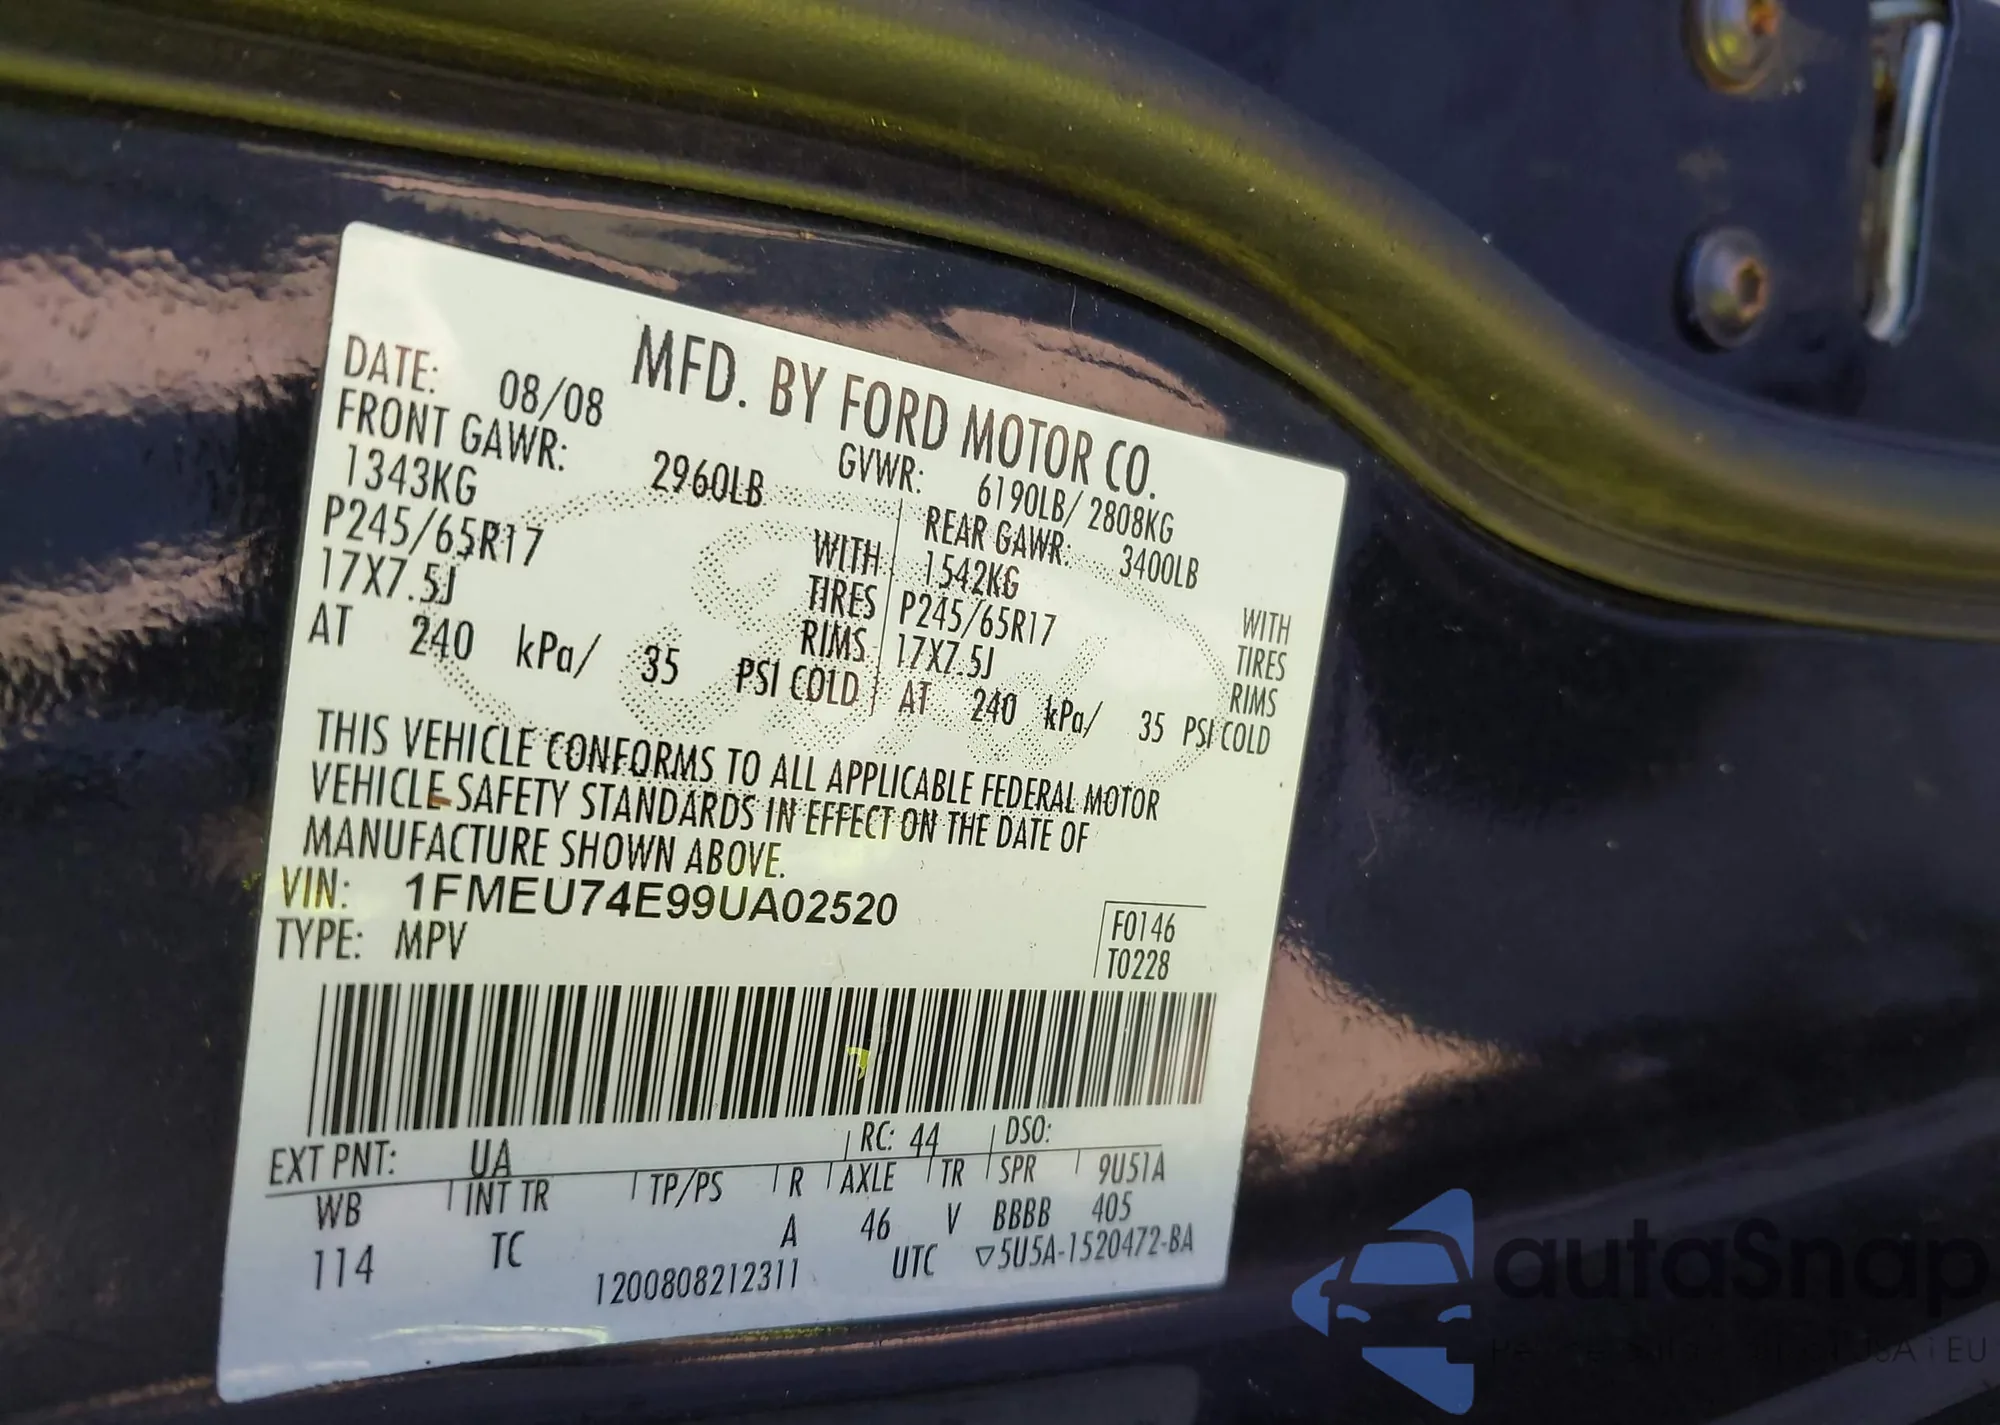 MFD. BY FORD MOTOR CO.
DATE: 08/08 GVWR: 6190LB/ 2808KG
FRONT GAWR: 2960LB REAR GAWR: 3400LB
1343KG WITH 1542KG WITH
P245/65R17 TIRES P245/65R17 TIRES
17X7.5J RIMS 17X7.5J RIMS
AT 240 kPa/ 35 PSI COLD AT 240 kPa/ 35 PSI COLD
THIS VEHICLE CONFORMS TO ALL APPLICABLE FEDERAL MOTOR
VEHICLE SAFETY STANDARDS IN EFFECT ON THE DATE OF
MANUFACTURE SHOWN ABOVE.
VIN: 1FMEU74E99UA02520
TYPE: MPV
F0146
T0228
EXT PNT: UA RC: 44 DSO:
WB INT TR TP/PS R AXLE TR SPR 9U51A
114 TC A 46 V BBBB 405
1200808212311 UTC ▽5U5A-1520472-BA
autaSnap
USA i EU